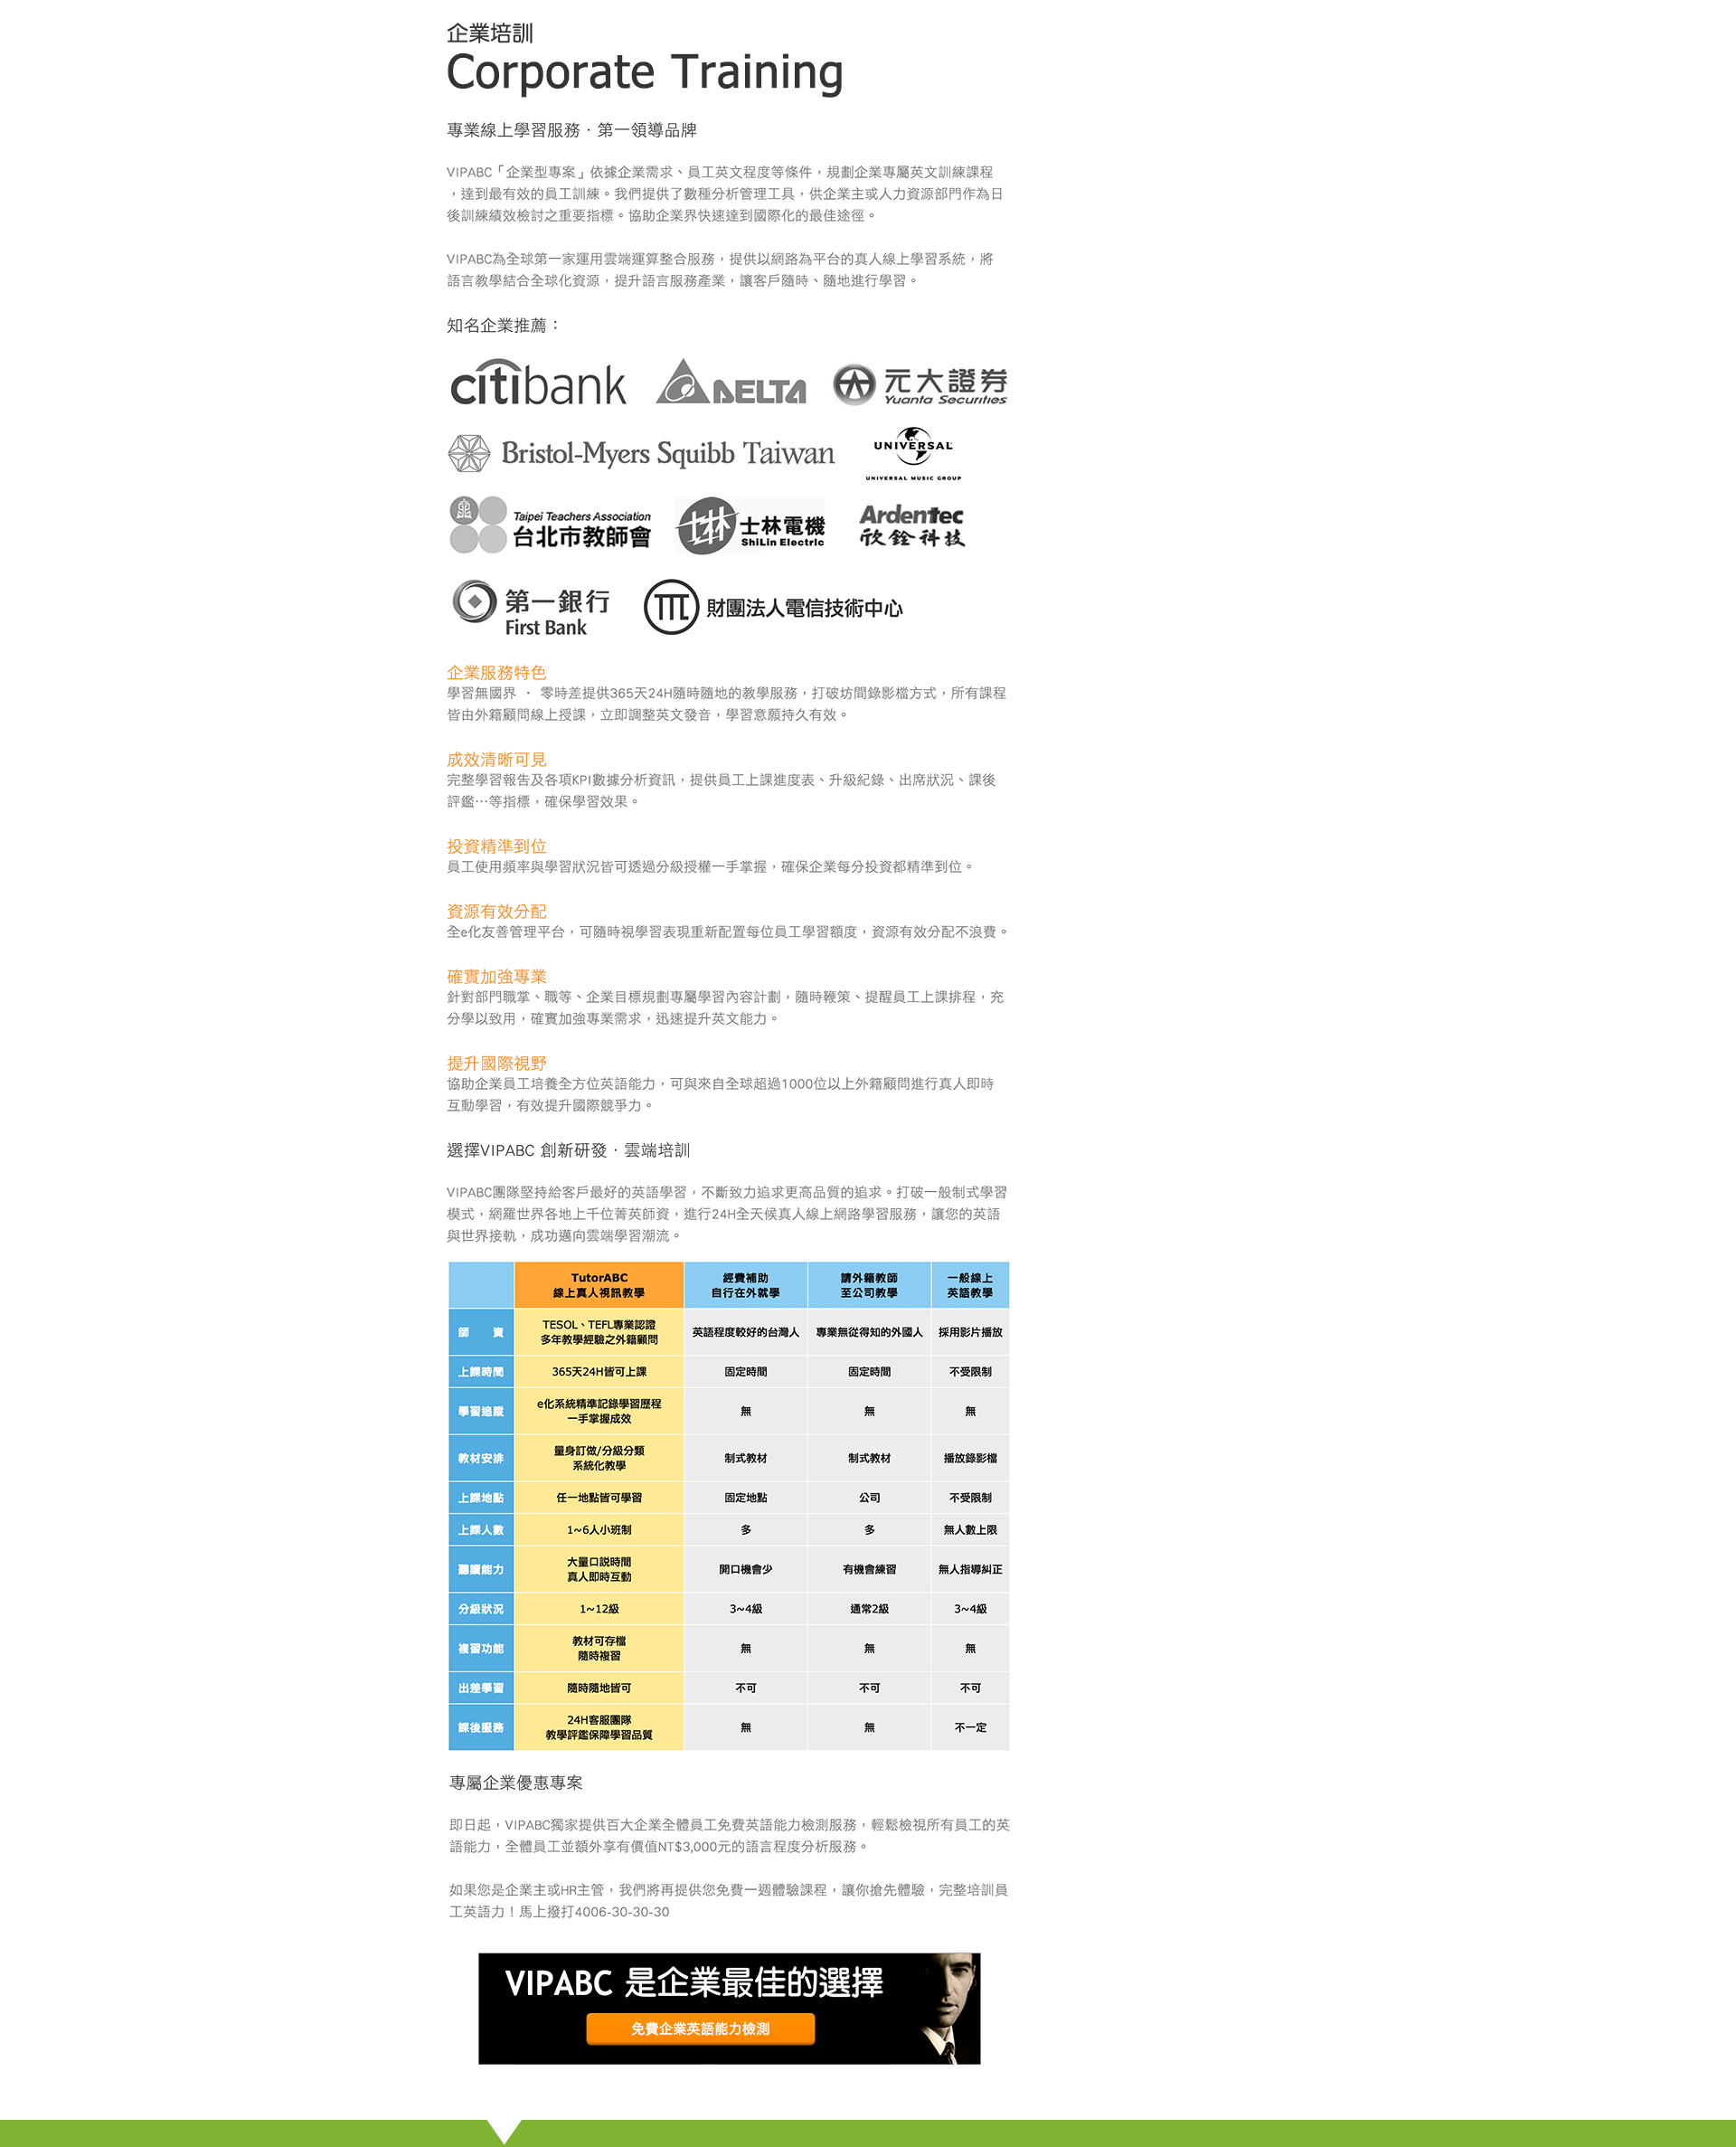 企業培訓
Corporate Training
專業線上學習服務．第一領導品牌
VIPABC「企業型專案」依據企業需求、員工英文程度等條件，規劃企業專屬英文訓練課程
，達到最有效的員工訓練。我們提供了數種分析管理工具，供企業主或人力資源部門作為日
後訓練績效檢討之重要指標。協助企業界快速達到國際化的最佳途徑。
VIPABC為全球第一家運用雲端運算整合服務，提供以網路為平台的真人線上學習系統，將
語言教學結合全球化資源，提升語言服務產業，讓客戶隨時、隨地進行學習。
知名企業推薦：
citibank DELTA 元大證券 Yuanta Securities
Bristol-Myers Squibb Taiwan UNIVERSAL UNIVERSAL MUSIC GROUP
Taipei Teachers Association 台北市教師會 士林電機 ShiLin Electric Ardentec 欣銓科技
第一銀行 First Bank 財團法人電信技術中心
企業服務特色
學習無國界 ． 零時差提供365天24H隨時隨地的教學服務，打破坊間錄影檔方式，所有課程
皆由外籍顧問線上授課，立即調整英文發音，學習意願持久有效。
成效清晰可見
完整學習報告及各項KPI數據分析資訊，提供員工上課進度表、升級紀錄、出席狀況、課後
評鑑…等指標，確保學習效果。
投資精準到位
員工使用頻率與學習狀況皆可透過分級授權一手掌握，確保企業每分投資都精準到位。
資源有效分配
全e化友善管理平台，可隨時視學習表現重新配置每位員工學習額度，資源有效分配不浪費。
確實加強專業
針對部門職掌、職等、企業目標規劃專屬學習內容計劃，隨時鞭策、提醒員工上課排程，充
分學以致用，確實加強專業需求，迅速提升英文能力。
提升國際視野
協助企業員工培養全方位英語能力，可與來自全球超過1000位以上外籍顧問進行真人即時
互動學習，有效提升國際競爭力。
選擇VIPABC 創新研發．雲端培訓
VIPABC團隊堅持給客戶最好的英語學習，不斷致力追求更高品質的追求。打破一般制式學習
模式，網羅世界各地上千位菁英師資，進行24H全天候真人線上網路學習服務，讓您的英語
與世界接軌，成功邁向雲端學習潮流。
TutorABC 經費補助 請外籍教師 一般線上
線上真人視訊教學 自行在外就學 至公司教學 英語教學
師 資 TESOL、TEFL專業認證 多年教學經驗之外籍顧問 英語程度較好的台灣人 專業無從得知的外國人 採用影片播放
上課時間 365天24H皆可上課 固定時間 固定時間 不受限制
學習追蹤 e化系統精準記錄學習歷程 一手掌握成效 無 無 無
教材安排 量身訂做/分級分類 系統化教學 制式教材 制式教材 播放錄影檔
上課地點 任一地點皆可學習 固定地點 公司 不受限制
上課人數 1~6人小班制 多 多 無人數上限
聽讀能力 大量口說時間 真人即時互動 開口機會少 有機會練習 無人指導糾正
分級狀況 1~12級 3~4級 通常2級 3~4級
複習功能 教材可存檔 隨時複習 無 無 無
出差學習 隨時隨地皆可 不可 不可 不可
課後服務 24H客服團隊 教學評鑑保障學習品質 無 無 不一定
專屬企業優惠專案
即日起，VIPABC獨家提供百大企業全體員工免費英語能力檢測服務，輕鬆檢視所有員工的英
語能力，全體員工並額外享有價值NT$3,000元的語言程度分析服務。
如果您是企業主或HR主管，我們將再提供您免費一週體驗課程，讓你搶先體驗，完整培訓員
工英語力！馬上撥打4006-30-30-30
VIPABC 是企業最佳的選擇
免費企業英語能力檢測